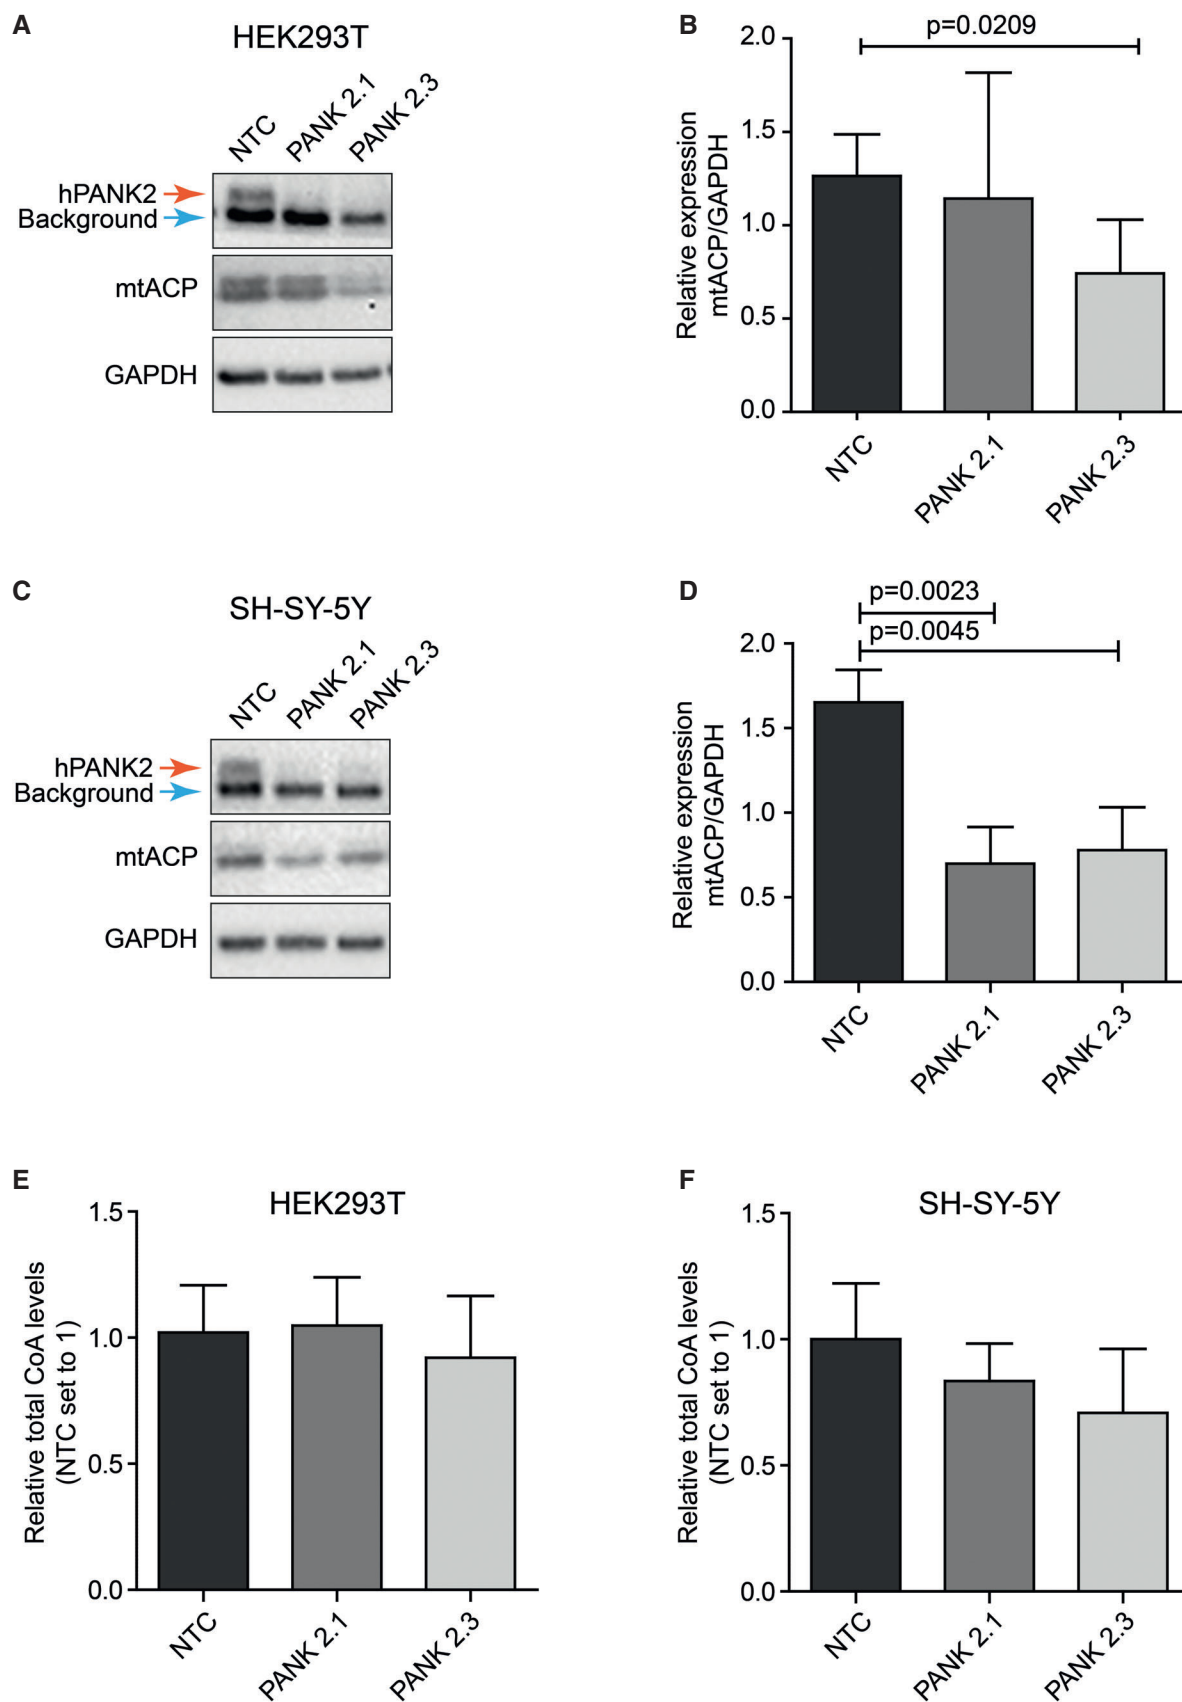 A
HEK293T
NTC
PANK 2.1
PANK 2.3
hPANK2
Background
mtACP
GAPDH
B
p=0.0209
Relative expression
mtACP/GAPDH
2.0
1.5
1.0
0.5
0.0
NTC
PANK 2.1
PANK 2.3
C
SH-SY-5Y
NTC
PANK 2.1
PANK 2.3
hPANK2
Background
mtACP
GAPDH
D
p=0.0023
p=0.0045
Relative expression
mtACP/GAPDH
2.0
1.5
1.0
0.5
0.0
NTC
PANK 2.1
PANK 2.3
E
HEK293T
Relative total CoA levels
(NTC set to 1)
1.5
1.0
0.5
0.0
NTC
PANK 2.1
PANK 2.3
F
SH-SY-5Y
Relative total CoA levels
(NTC set to 1)
1.5
1.0
0.5
0.0
NTC
PANK 2.1
PANK 2.3